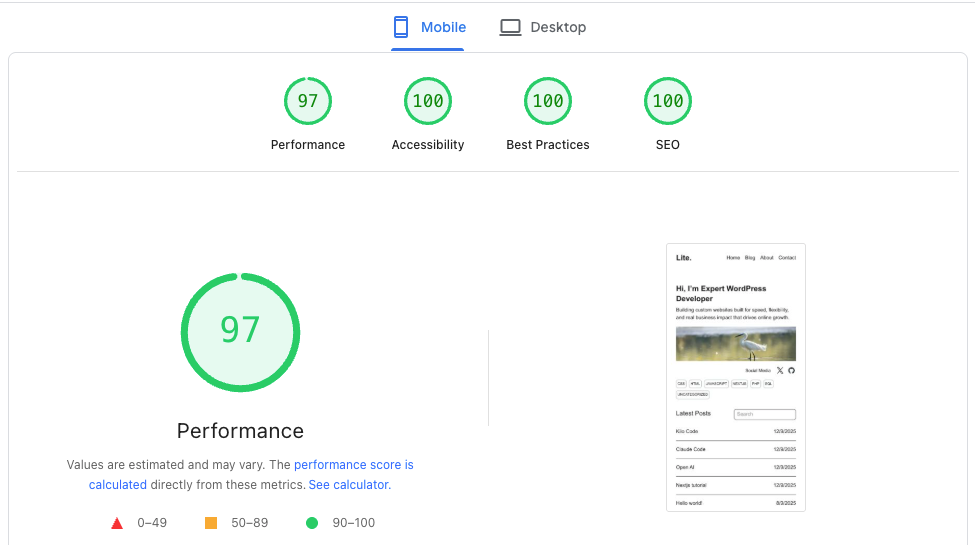 Mobile
Desktop
97
100
100
100
Performance
Accessibility
Best Practices
SEO
97
Performance
Values are estimated and may vary. The performance score is
calculated directly from these metrics. See calculator.
0–49
50–89
90–100
Lite.
Home Blog About Contact
Hi, I'm Expert WordPress
Developer
Building custom websites built for speed, flexibility,
and real business impact that drives online growth.
Social Media
CSS HTML JAVASCRIPT NEXTJS PHP SQL
UNCATEGORIZED
Latest Posts
Search
Kilo Code 12/9/2025
Claude Code 12/9/2025
Open AI 12/9/2025
Nextjs tutorial 12/9/2025
Hello world! 8/3/2025